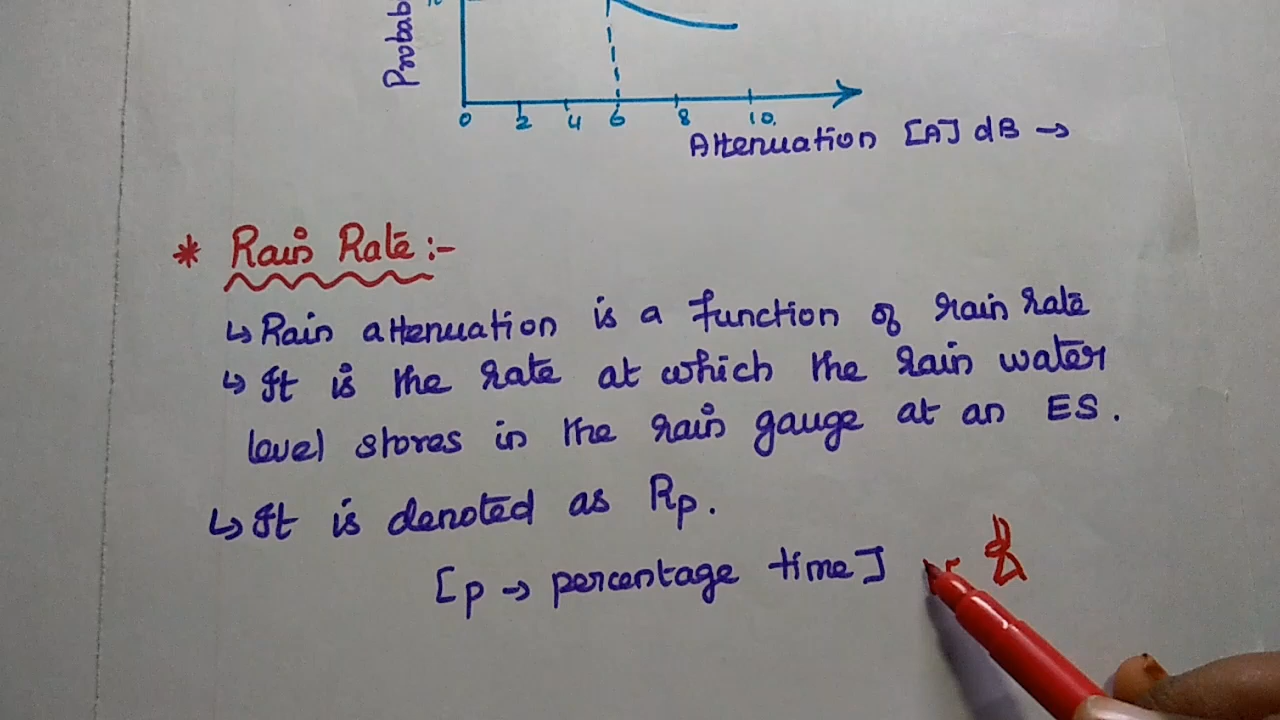 Probab
0 2 4 6 8 10.
Attenuation [A] dB →
* Rain Rate :-
↳ Rain attenuation is a function of rain rate
↳ It is the rate at which the rain water
level stores in the rain gauge at an ES.
↳ It is denoted as Rp.
[p → percentage time]